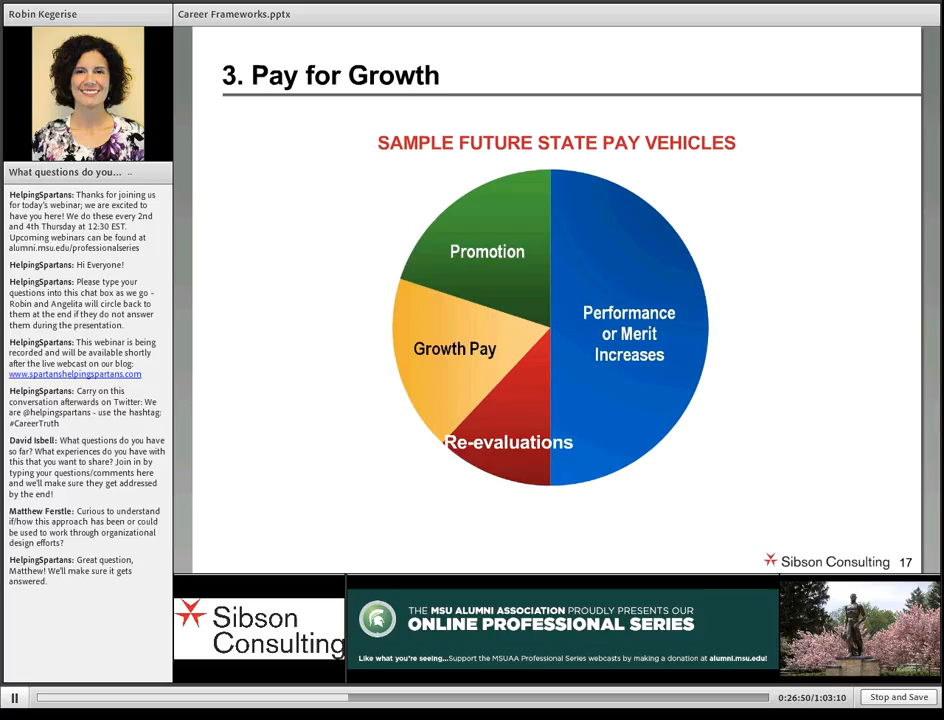 Robin Kegerise
Career Frameworks.pptx
What questions do you... ..
HelpingSpartans: Thanks for joining us
for today's webinar; we are excited to
have you here! We do these every 2nd
and 4th Thursday at 12:30 EST.
Upcoming webinars can be found at
alumni.msu.edu/professionalseries
HelpingSpartans: Hi Everyone!
HelpingSpartans: Please type your
questions into this chat box as we go -
Robin and Angelita will circle back to
them at the end if they do not answer
them during the presentation.
HelpingSpartans: This webinar is being
recorded and will be available shortly
after the live webcast on our blog:
www.spartanshelpingspartans.com
HelpingSpartans: Carry on this
conversation afterwards on Twitter: We
are @helpingspartans - use the hashtag:
#CareerTruth
David Isbell: What questions do you have
so far? What experiences do you have with
this that you want to share? Join in by
typing your questions/comments here
and we'll make sure they get addressed
by the end!
Matthew Ferstle: Curious to understand
if/how this approach has been or could
be used to work through organizational
design efforts?
HelpingSpartans: Great question,
Matthew! We'll make sure it gets
answered.
3. Pay for Growth
SAMPLE FUTURE STATE PAY VEHICLES
Promotion
Performance
or Merit
Increases
Growth Pay
Re-evaluations
Sibson Consulting 17
Sibson
Consulting
THE MSU ALUMNI ASSOCIATION PROUDLY PRESENTS OUR
ONLINE PROFESSIONAL SERIES
Like what you're seeing...Support the MSUAA Professional Series webcasts by making a donation at alumni.msu.edu!
0:26:50/1:03:10
Stop and Save